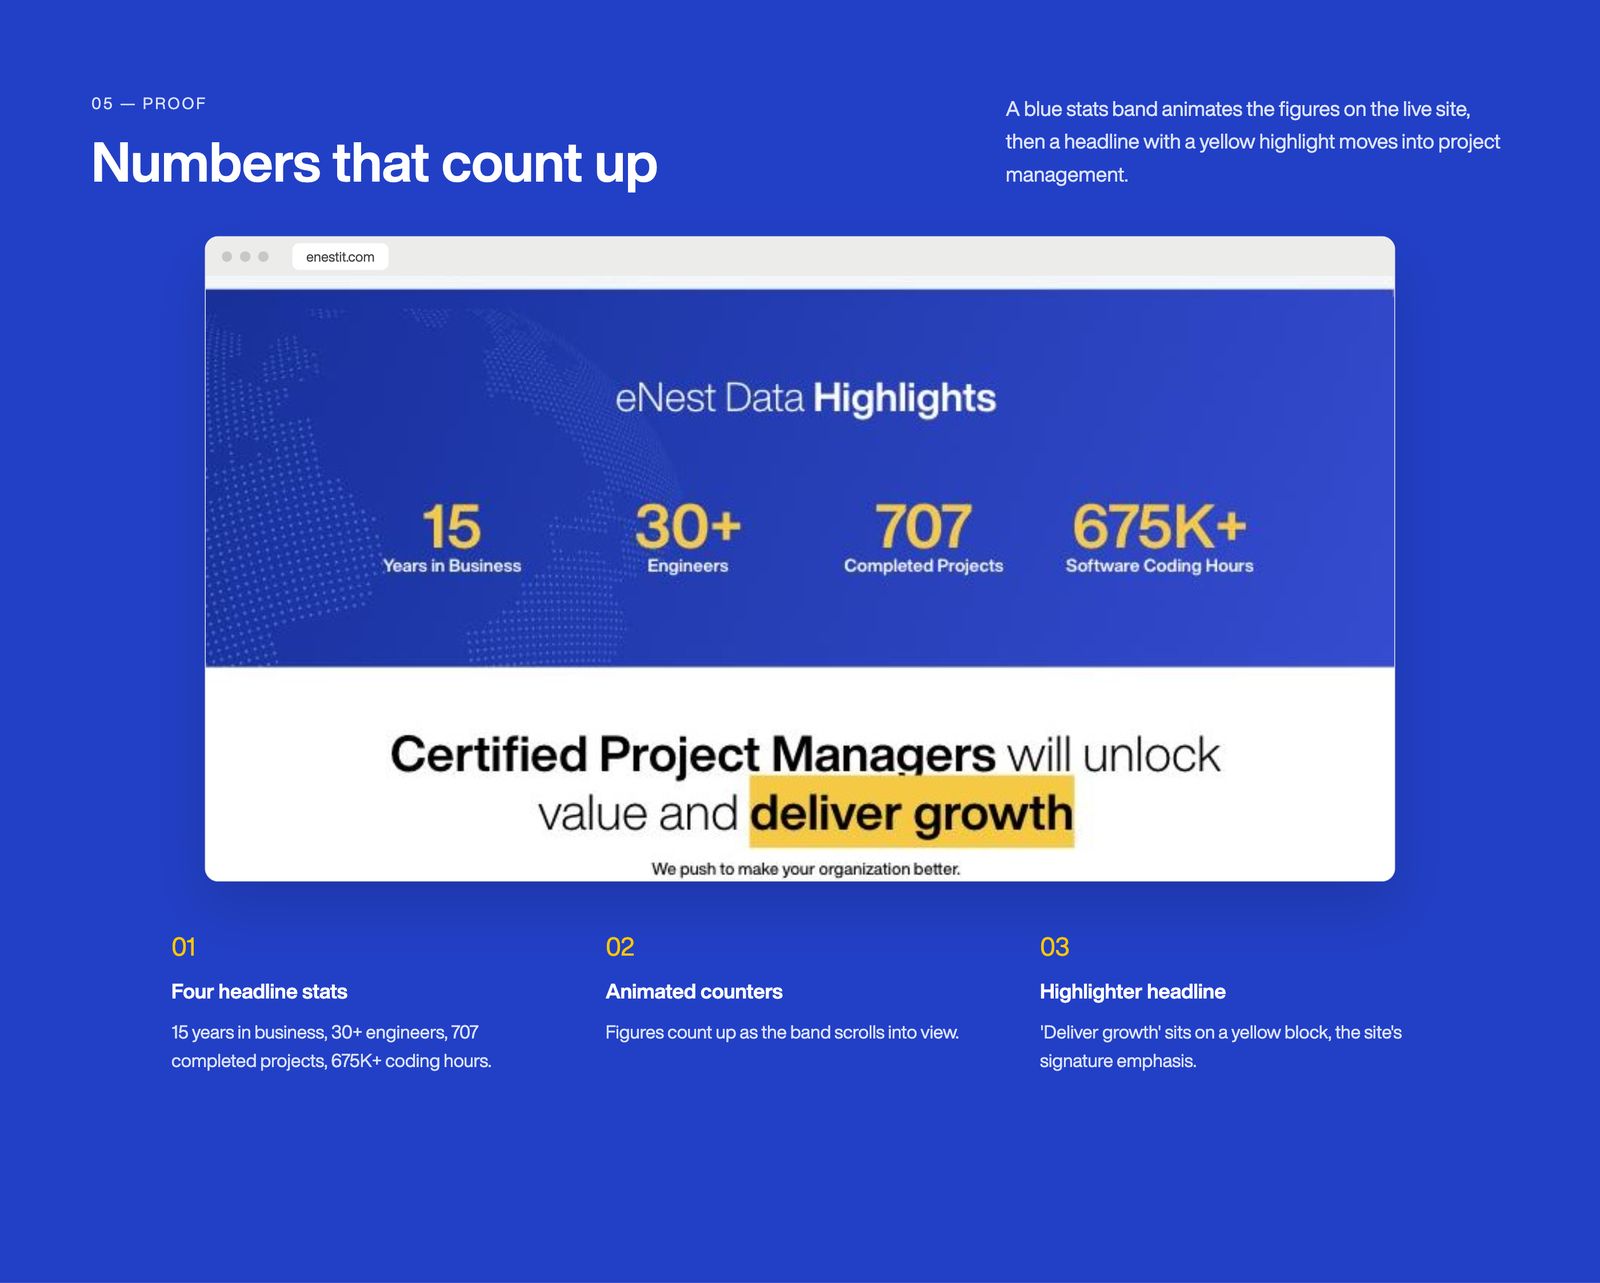 05 — PROOF
Numbers that count up
A blue stats band animates the figures on the live site,
then a headline with a yellow highlight moves into project
management.
enestit.com
eNest Data Highlights
15
Years in Business
30+
Engineers
707
Completed Projects
675K+
Software Coding Hours
Certified Project Managers will unlock
value and deliver growth
We push to make your organization better.
01
Four headline stats
15 years in business, 30+ engineers, 707
completed projects, 675K+ coding hours.
02
Animated counters
Figures count up as the band scrolls into view.
03
Highlighter headline
'Deliver growth' sits on a yellow block, the site's
signature emphasis.